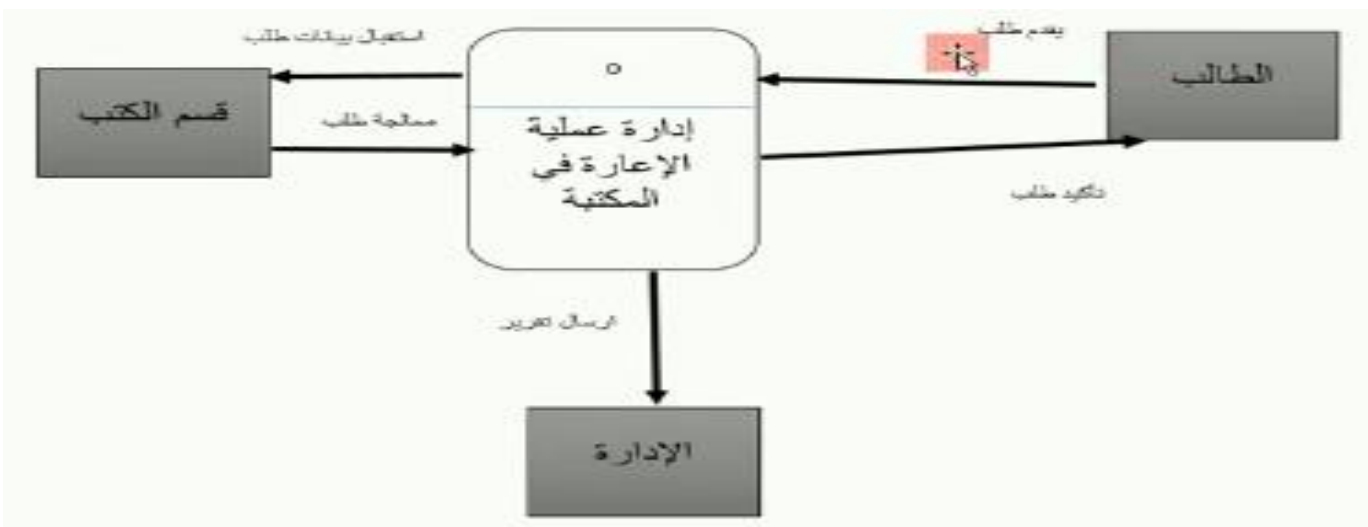 يقدم طلب
الطالب
تأكيد طلب
0
إدارة عملية
الإعارة في
المكتبة
استقبال بيانات طلب
قسم الكتب
معالجة طلب
ارسال تقرير
الإدارة